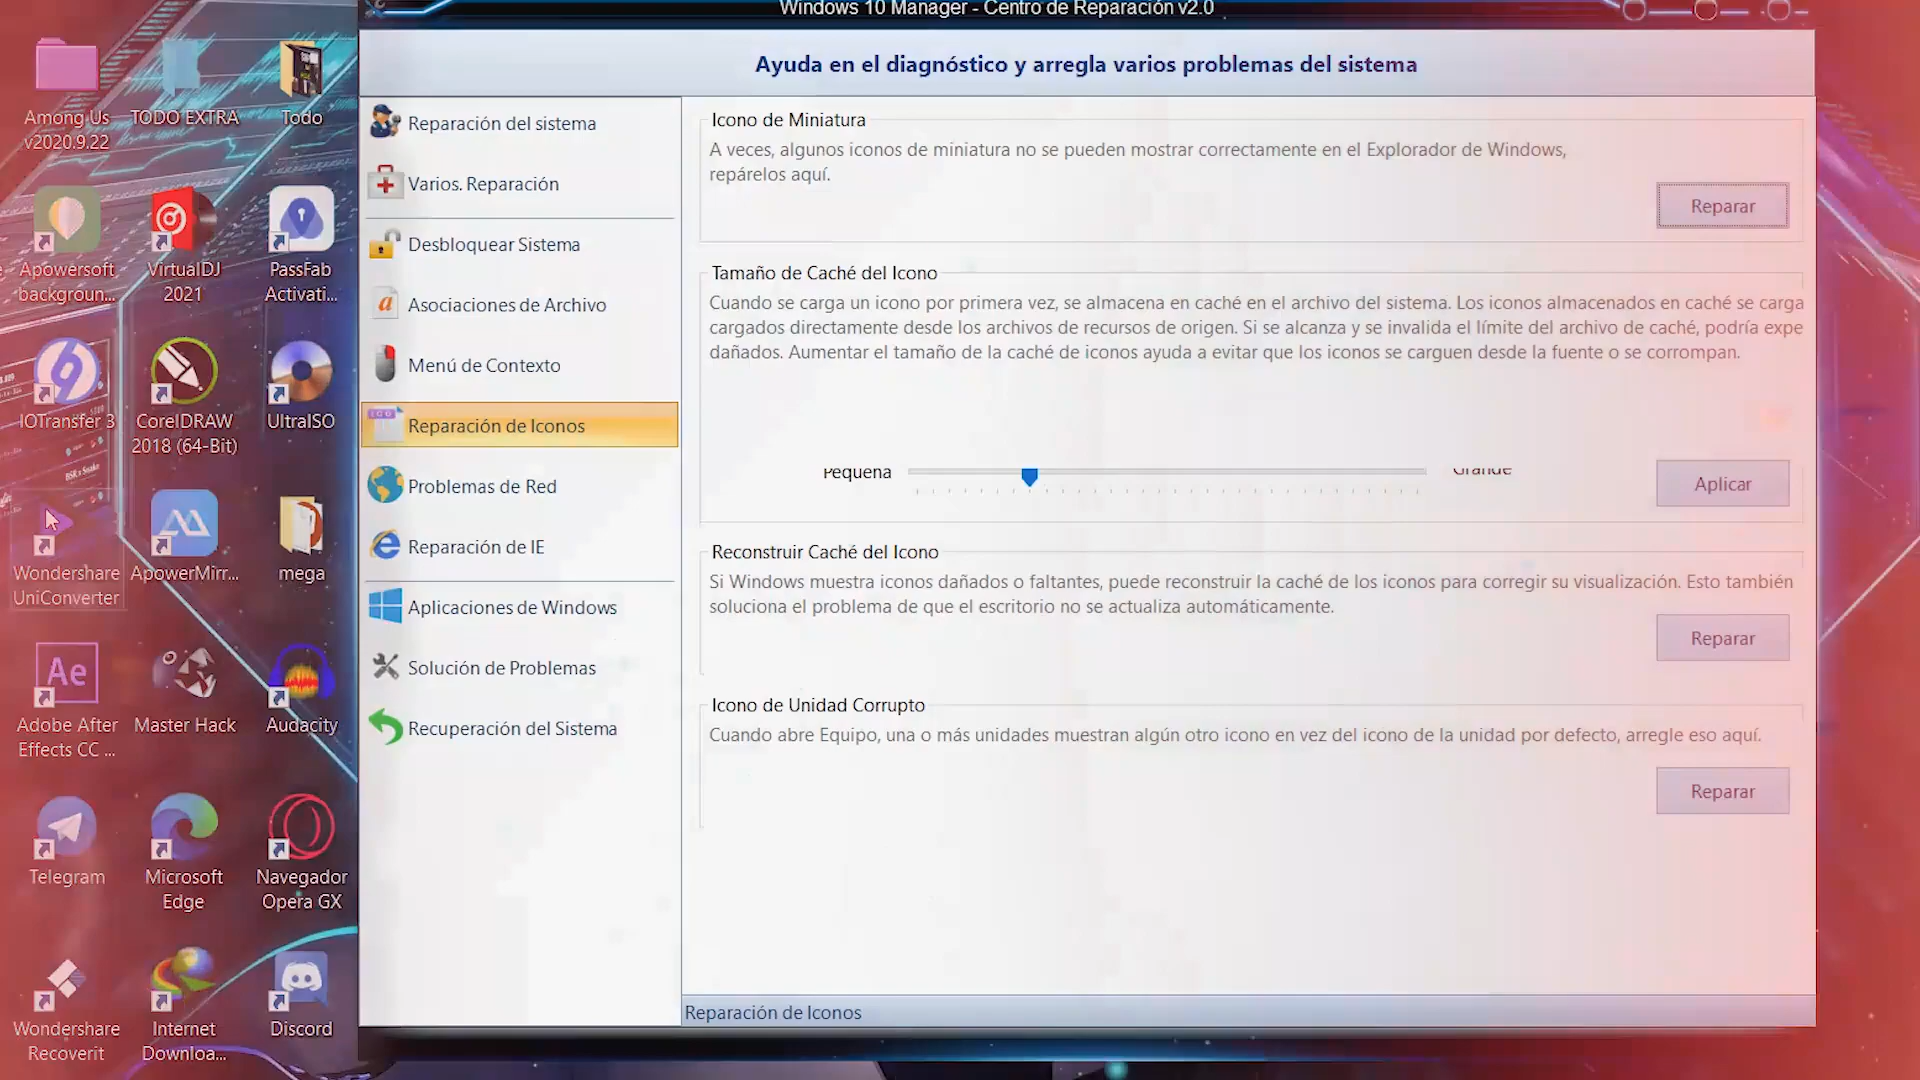 Windows 10 Manager - Centro de Reparación v2.0
Ayuda en el diagnóstico y arregla varios problemas del sistema
Among Us
v2020.9.22
TODO EXTRA
Todo
Apowersoft
backgroun...
VirtualDJ
2021
PassFab
Activati...
IOTransfer 3
CorelDRAW
2018 (64-Bit)
UltraISO
Wondershare
UniConverter
ApowerMirr...
mega
Ae
Adobe After
Effects CC ...
Master Hack
Audacity
Telegram
Microsoft
Edge
Navegador
Opera GX
Wondershare
Recoverit
Internet
Downloa...
Discord
Reparación del sistema
Varios. Reparación
Desbloquear Sistema
Asociaciones de Archivo
Menú de Contexto
Reparación de Iconos
Problemas de Red
Reparación de IE
Aplicaciones de Windows
Solución de Problemas
Recuperación del Sistema
Icono de Miniatura
A veces, algunos iconos de miniatura no se pueden mostrar correctamente en el Explorador de Windows,
repárelos aquí.
Reparar
Tamaño de Caché del Icono
Cuando se carga un icono por primera vez, se almacena en caché en el archivo del sistema. Los iconos almacenados en caché se carga
cargados directamente desde los archivos de recursos de origen. Si se alcanza y se invalida el límite del archivo de caché, podría expe
dañados. Aumentar el tamaño de la caché de iconos ayuda a evitar que los iconos se carguen desde la fuente o se corrompan.
Pequeña
Grande
Aplicar
Reconstruir Caché del Icono
Si Windows muestra iconos dañados o faltantes, puede reconstruir la caché de los iconos para corregir su visualización. Esto también
soluciona el problema de que el escritorio no se actualiza automáticamente.
Reparar
Icono de Unidad Corrupto
Cuando abre Equipo, una o más unidades muestran algún otro icono en vez del icono de la unidad por defecto, arregle eso aquí.
Reparar
Reparación de Iconos